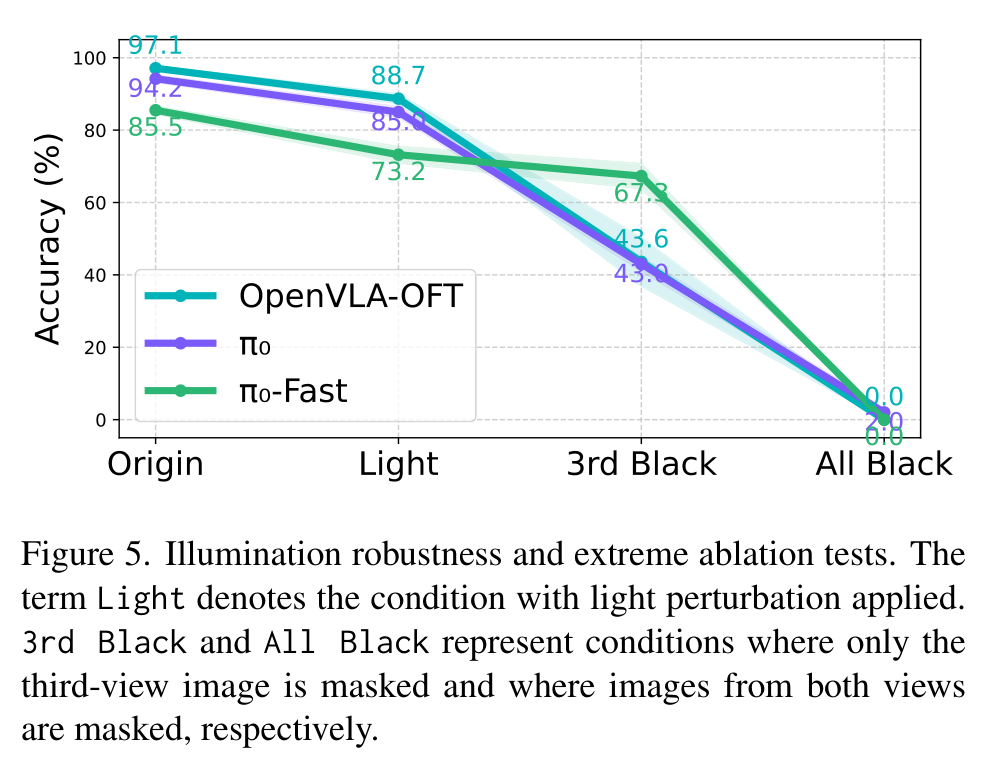 97.1
94.2
85.5
88.7
85.0
73.2
67.3
43.6
43.0
0.0
2.0
0.0
100
80
60
40
20
0
Accuracy (%)
OpenVLA-OFT
π₀
π₀-Fast
Origin Light 3rd Black All Black
Figure 5. Illumination robustness and extreme ablation tests. The
term Light denotes the condition with light perturbation applied.
3rd Black and All Black represent conditions where only the
third-view image is masked and where images from both views
are masked, respectively.